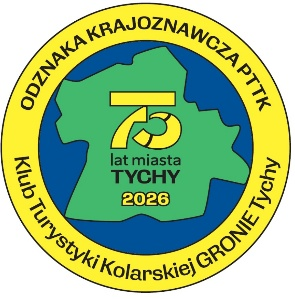 ODZNAKA KRAJOZNAWCZA PTTK
75
lat miasta
TYCHY
2026
Klub Turystyki Kolarskiej GRONIE Tychy